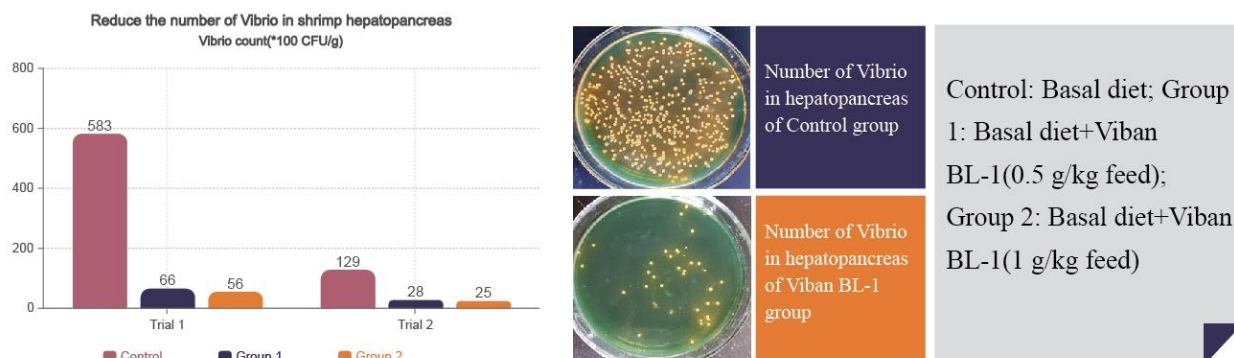 Reduce the number of Vibrio in shrimp hepatopancreas
Vibrio count(*100 CFU/g)
800
600
400
200
0
583
66
56
129
28
25
Trial 1
Trial 2
Control
Group 1
Group 2
Number of Vibrio
in hepatopancreas
of Control group
Number of Vibrio
in hepatopancreas
of Viban BL-1
group
Control: Basal diet; Group
1: Basal diet+Viban
BL-1(0.5 g/kg feed);
Group 2: Basal diet+Viban
BL-1(1 g/kg feed)